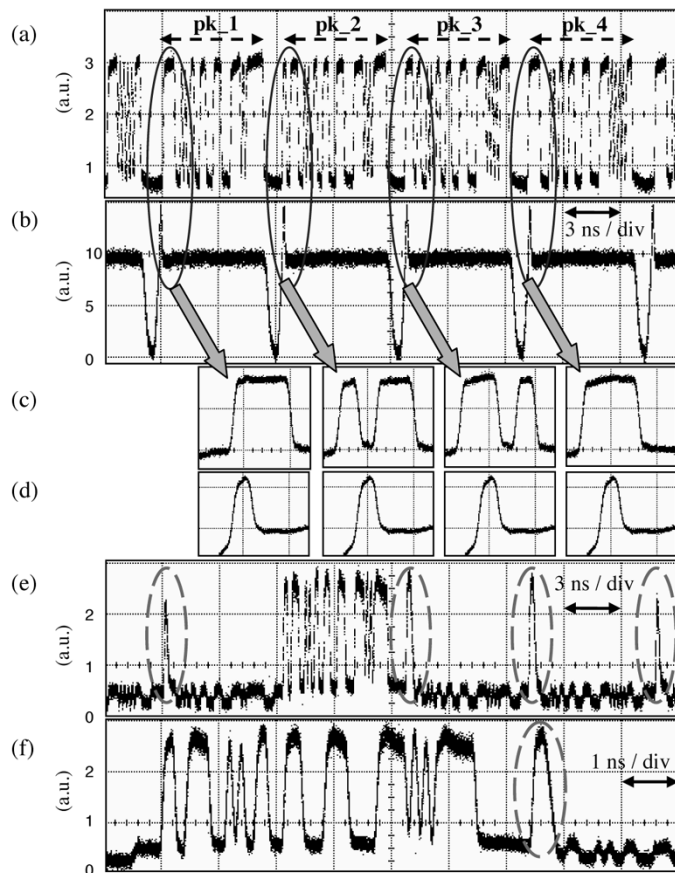 (a)
pk_1 pk_2 pk_3 pk_4
(a.u.)
3
2
1
(b)
3 ns / div
(a.u.)
10
5
0
(c)
(d)
(e)
3 ns / div
(a.u.)
2
1
0
(f)
1 ns / div
(a.u.)
2
1
0